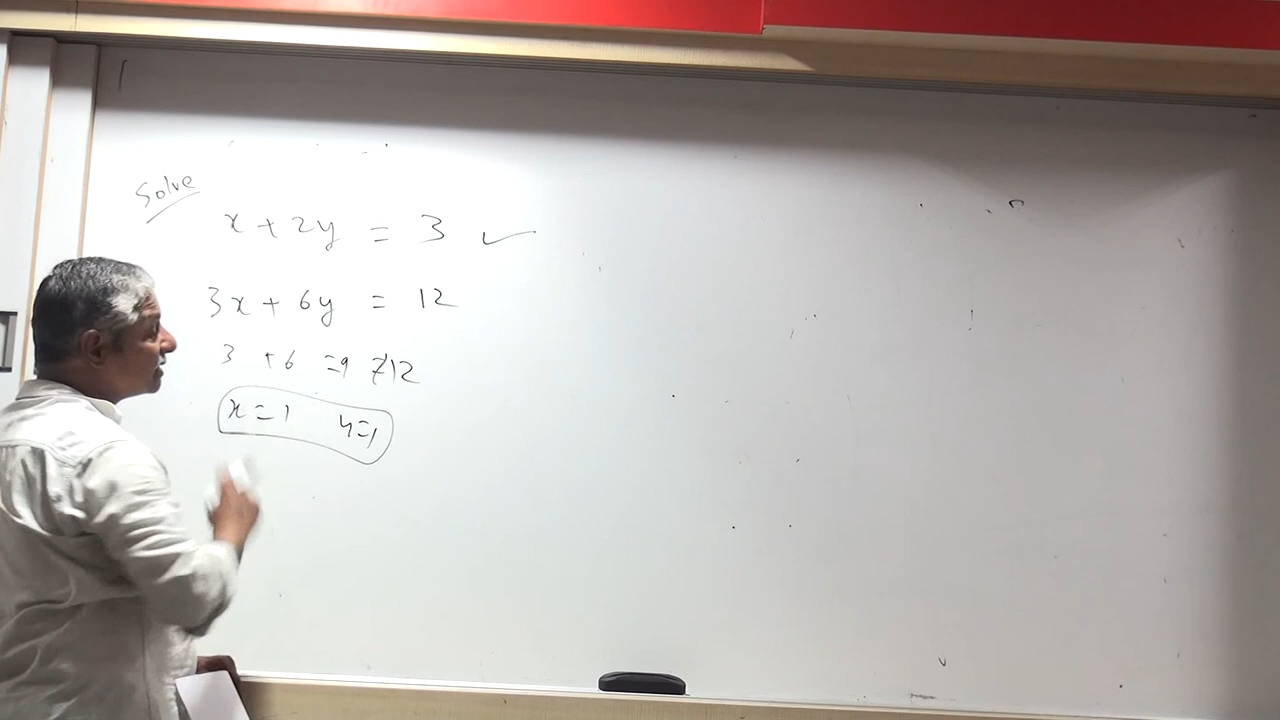 Solve
x + 2y = 3 ✓
3x + 6y = 12
3 + 6 = 9 ≠ 12
x = 1 y = 1